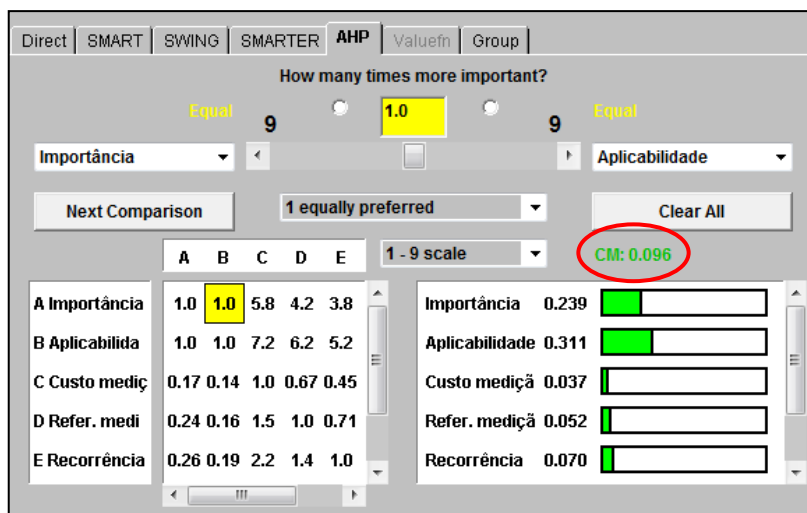 Direct SMART SWING SMARTER AHP Valuefn Group
How many times more important?
Equal 9 1.0 9 Equal
Importância Aplicabilidade
Next Comparison 1 equally preferred Clear All
A B C D E 1 - 9 scale CM: 0.096
A Importância 1.0 1.0 5.8 4.2 3.8 Importância 0.239
B Aplicabilida 1.0 1.0 7.2 6.2 5.2 Aplicabilidade 0.311
C Custo mediç 0.17 0.14 1.0 0.67 0.45 Custo mediçã 0.037
D Refer. medi 0.24 0.16 1.5 1.0 0.71 Refer. mediçã 0.052
E Recorrência 0.26 0.19 2.2 1.4 1.0 Recorrência 0.070